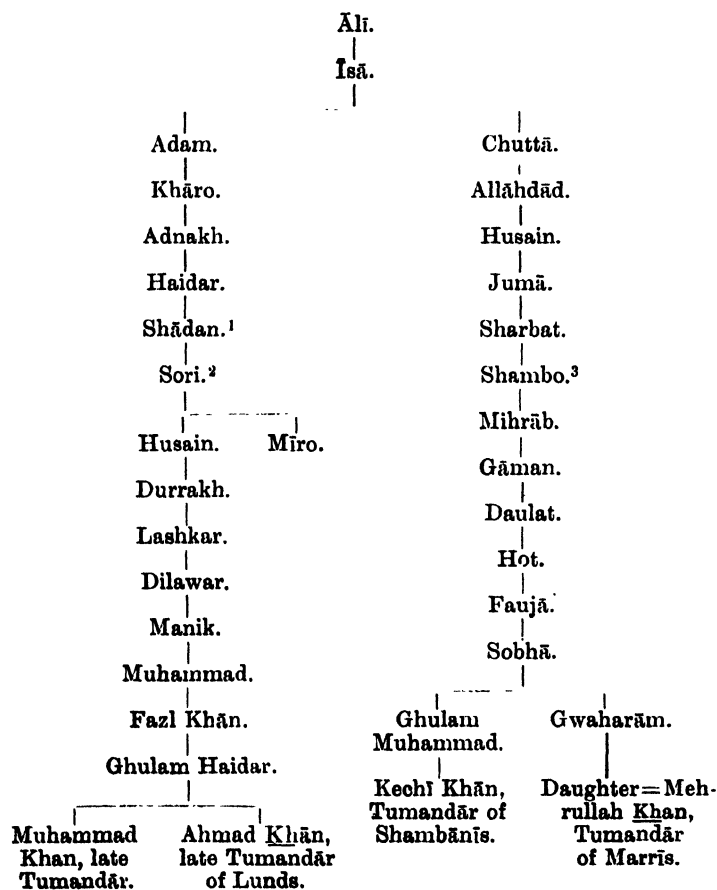 Ālī.
Īsā.
Adam. Chuttā.
Khāro. Allāhdād.
Adnakh. Husain.
Haidar. Jumā.
Shādan.¹ Sharbat.
Sori.² Shambo.³
Husain. Mīro. Mihrāb.
Durrakh. Gāman.
Lashkar. Daulat.
Dilawar. Hot.
Manik. Faujā.
Muhammad. Sobhā.
Fazl Khān. Ghulam Gwaharām.
Muhammad.
Ghulam Haidar. Kechī Khān, Daughter=Meh-
Tumandār of rullah Khan,
Muhammad Ahmad Khān, Shambānīs. Tumandār
Khan, late late Tumandār of Marrīs.
Tumandār. of Lunds.